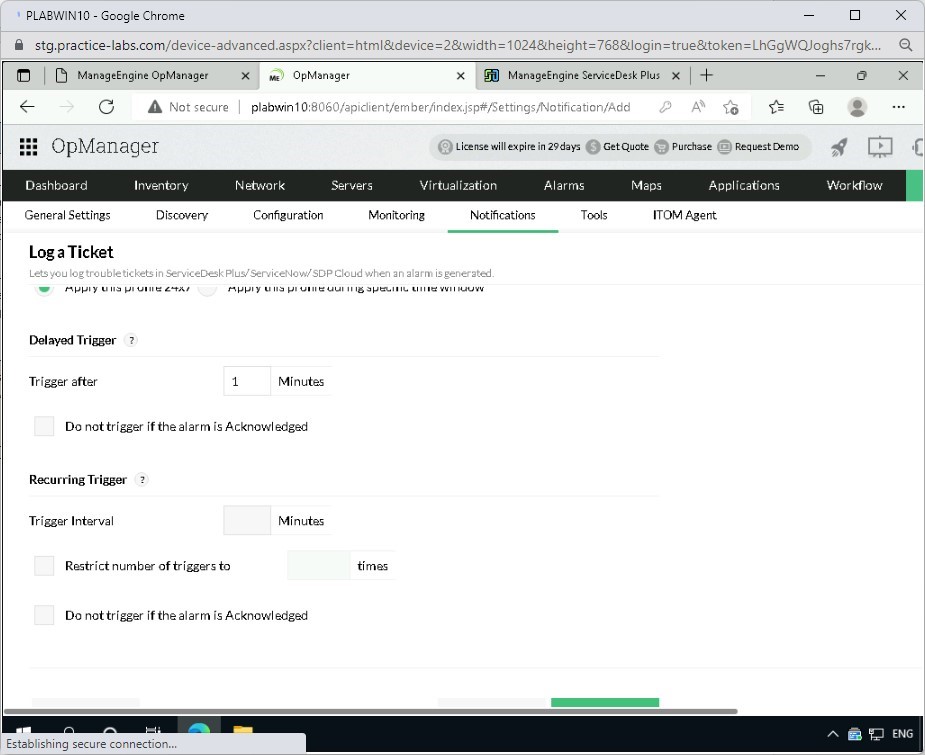 PLABWIN10 - Google Chrome
stg.practice-labs.com/device-advanced.aspx?client=html&device=2&width=1024&height=768&login=true&token=LhGgWQJoghs7rgk...
ManageEngine OpManager
ME OpManager
ManageEngine ServiceDesk Plus
Not secure plabwin10:8060/apiclient/ember/index.jsp#/Settings/Notification/Add
OpManager License will expire in 29 days $ Get Quote Purchase Request Demo
Dashboard Inventory Network Servers Virtualization Alarms Maps Applications Workflow
General Settings Discovery Configuration Monitoring Notifications Tools ITOM Agent
Log a Ticket
Lets you log trouble tickets in ServiceDesk Plus/ServiceNow/SDP Cloud when an alarm is generated.
Apply this profile 24x7 Apply this profile during specific time window
Delayed Trigger ?
Trigger after 1 Minutes
Do not trigger if the alarm is Acknowledged
Recurring Trigger ?
Trigger Interval Minutes
Restrict number of triggers to times
Do not trigger if the alarm is Acknowledged
ENG
Establishing secure connection...